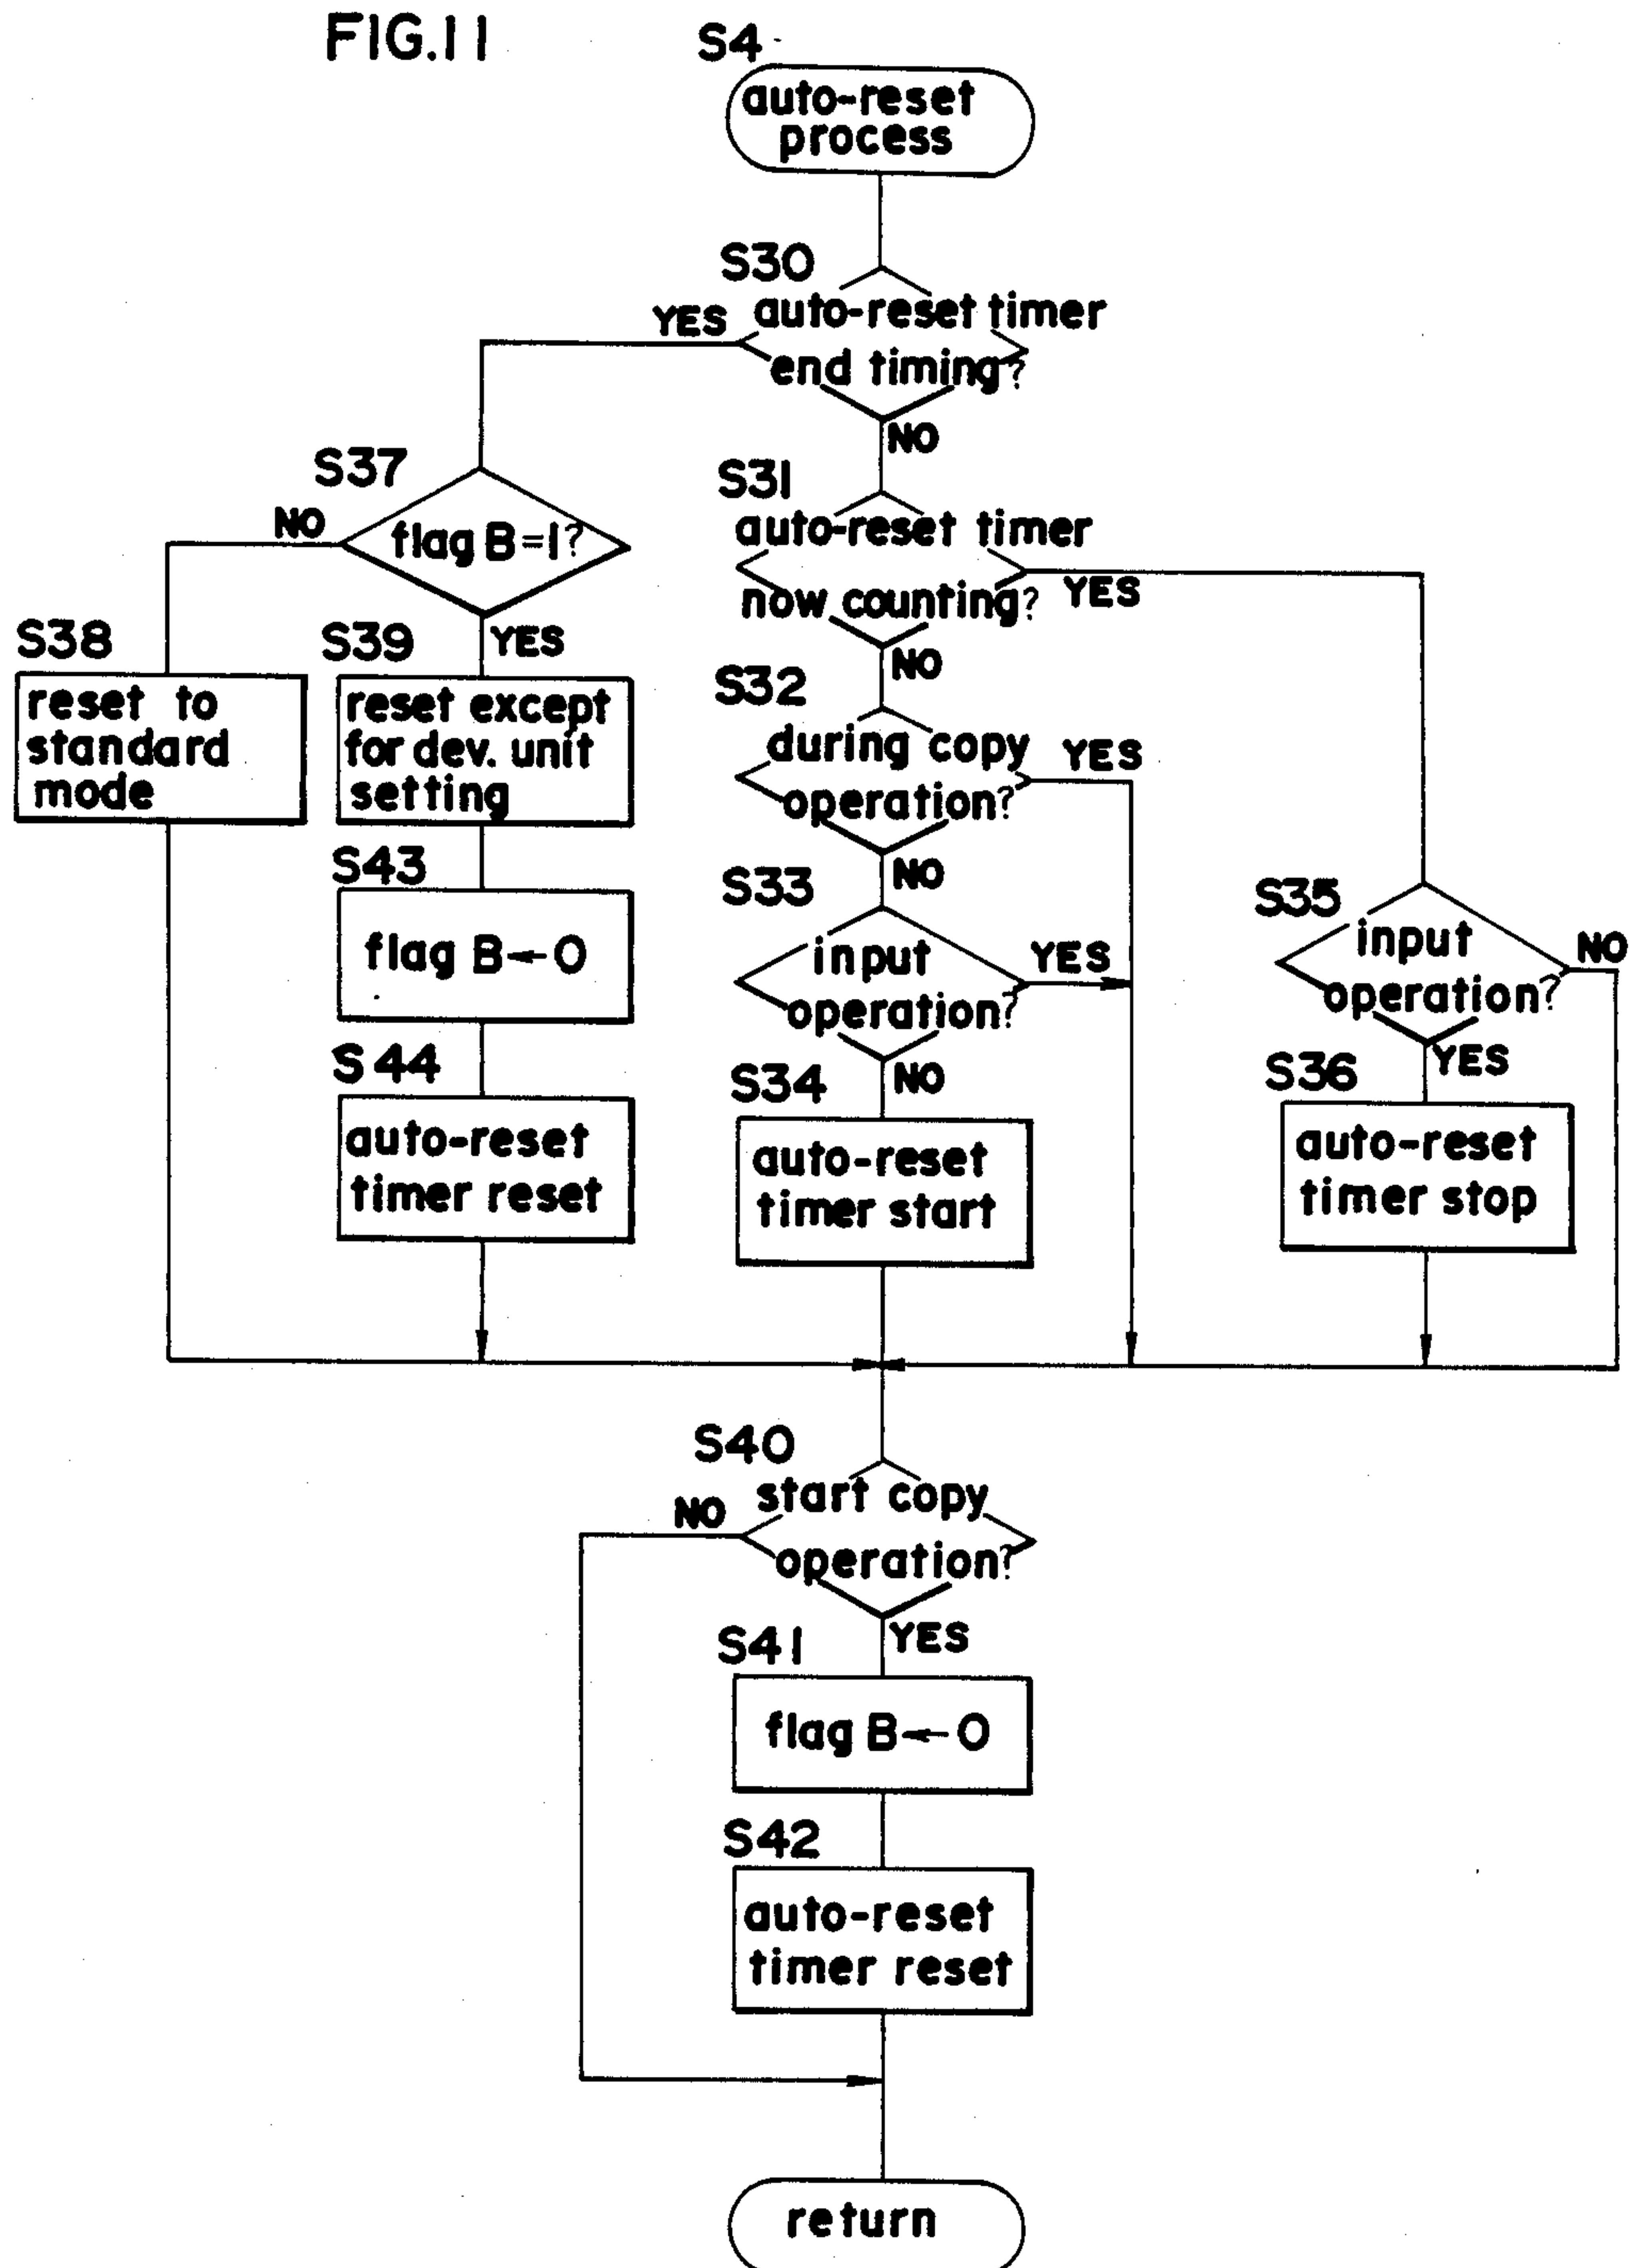 FIG.11
S4
auto-reset
process
S30
YES
auto-reset timer
end timing?
NO
S37
NO
flag B=1?
YES
S31
auto-reset timer
now counting?
YES
NO
S38
reset to
standard
mode
S39
reset except
for dev. unit
setting
S32
during copy
operation?
YES
NO
S43
flag B←0
S33
input
operation?
YES
NO
S35
input
operation?
NO
YES
S44
auto-reset
timer reset
S34
auto-reset
timer start
S36
auto-reset
timer stop
S40
NO
start copy
operation?
YES
S41
flag B←0
S42
auto-reset
timer reset
return